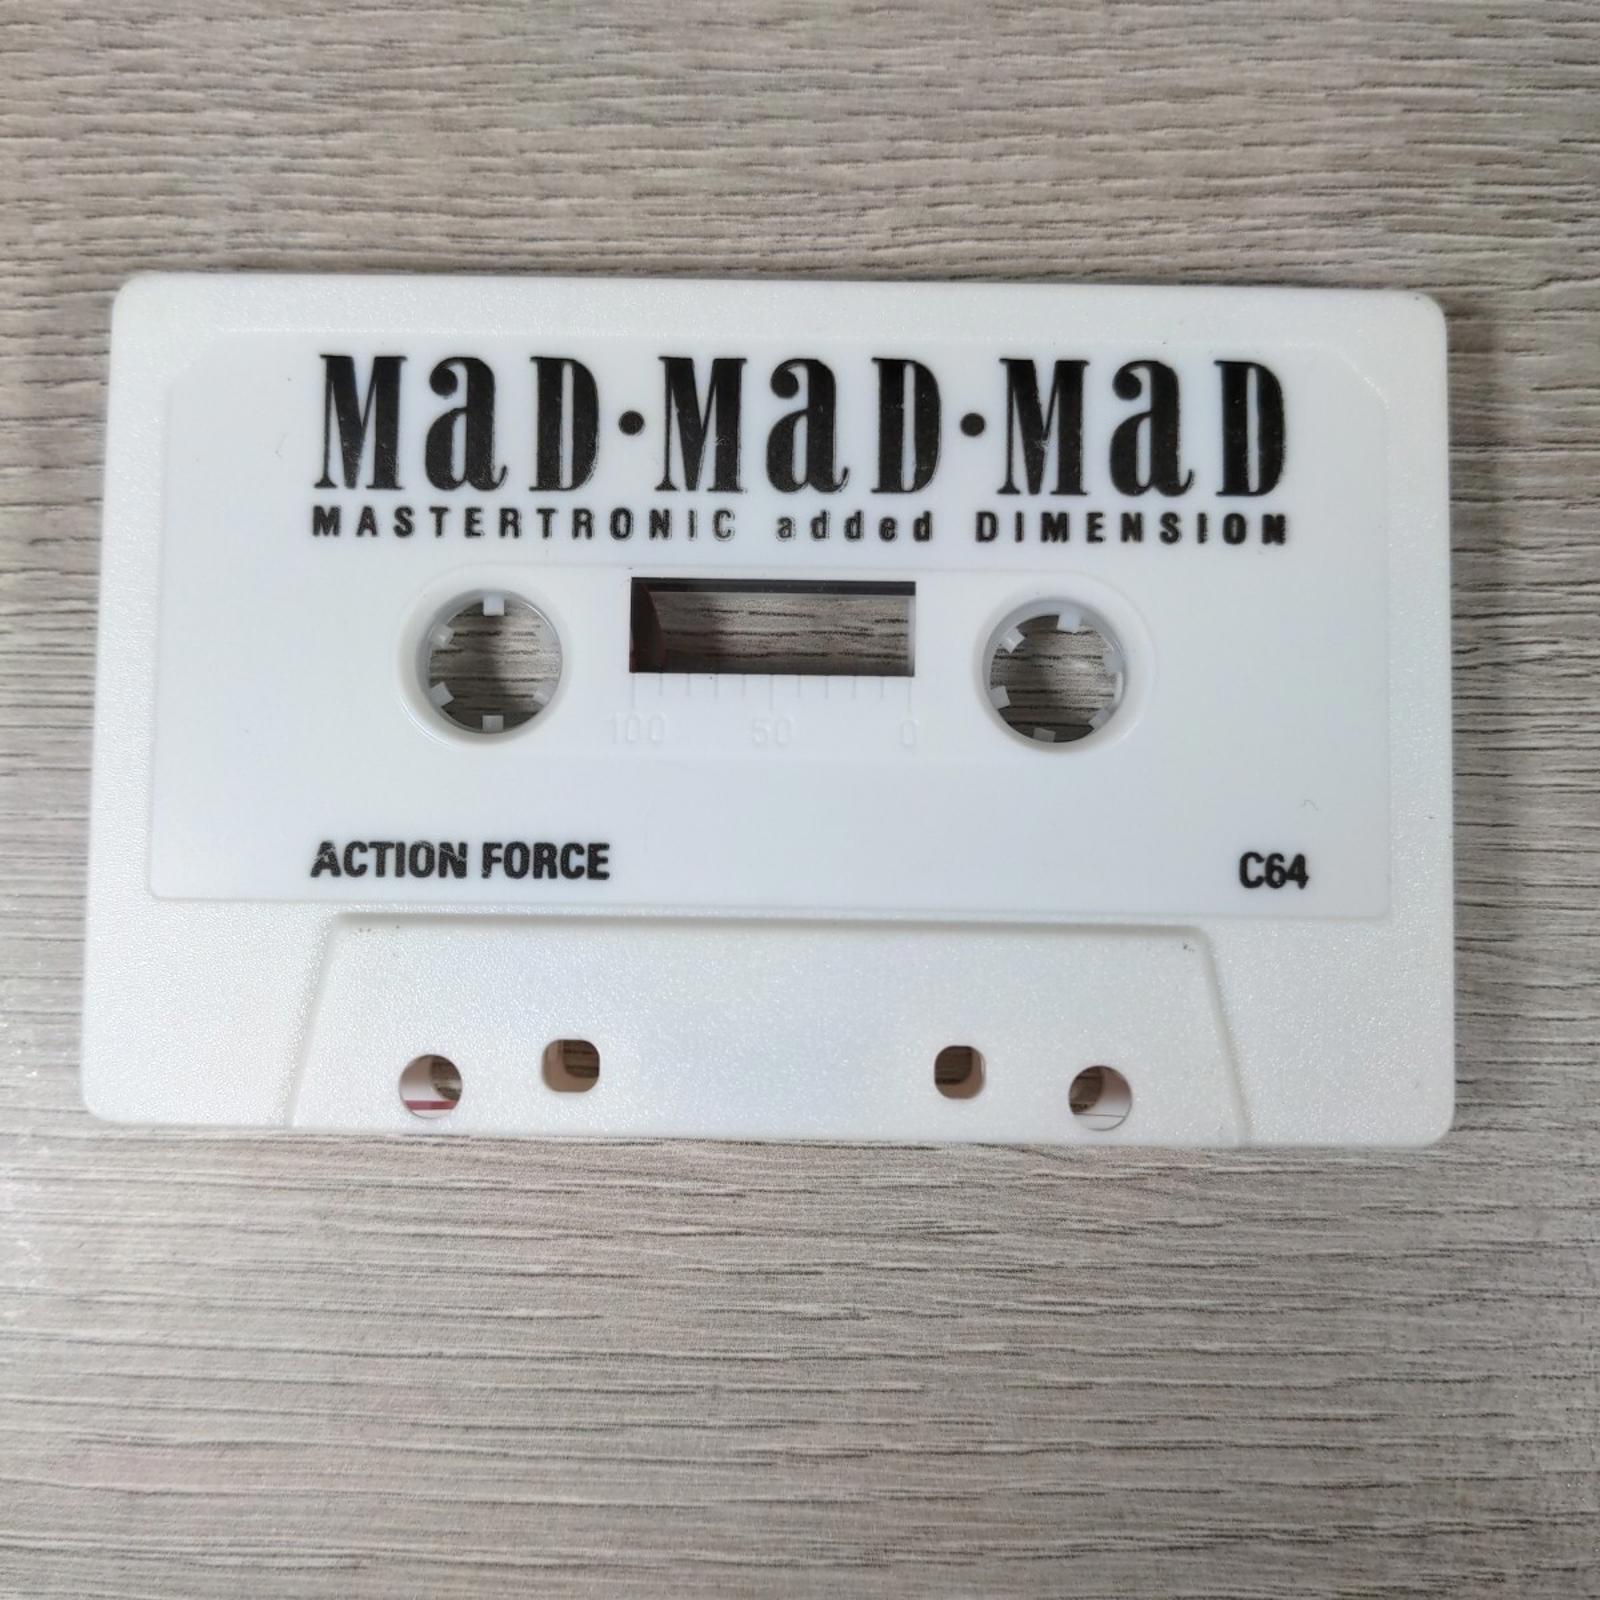 MaD•MaD•MaD
MASTERTRONIC added DIMENSION
100 50 0
ACTION FORCE C64